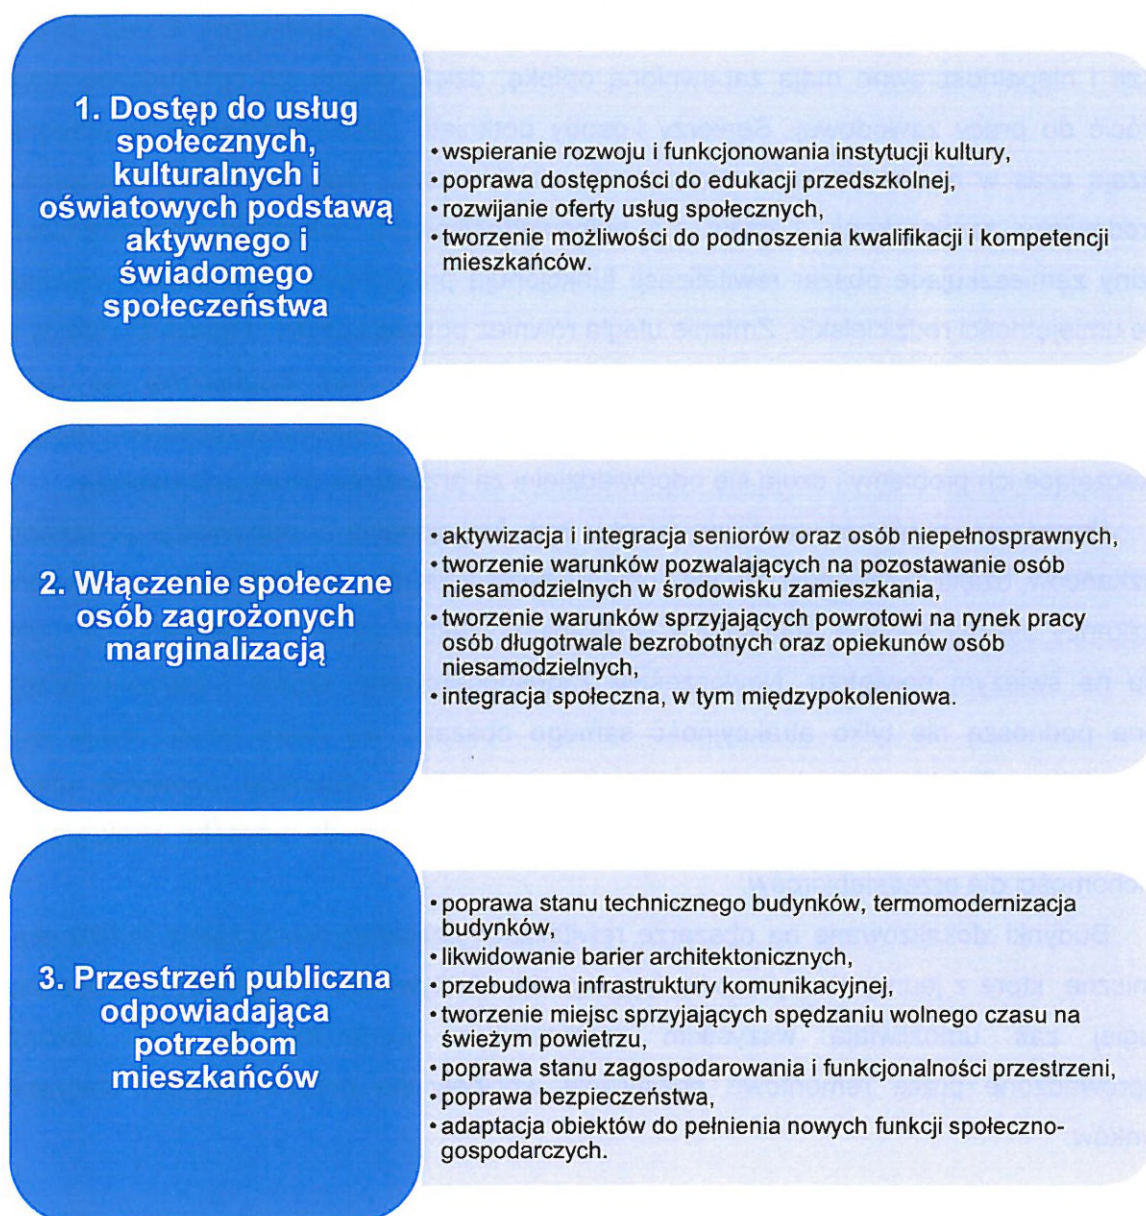 1. Dostęp do usług
społecznych,
kulturalnych i
oświatowych podstawą
aktywnego i
świadomego
społeczeństwa
• wspieranie rozwoju i funkcjonowania instytucji kultury,
• poprawa dostępności do edukacji przedszkolnej,
• rozwijanie oferty usług społecznych,
• tworzenie możliwości do podnoszenia kwalifikacji i kompetencji
mieszkańców.
2. Włączenie społeczne
osób zagrożonych
marginalizacją
• aktywizacja i integracja seniorów oraz osób niepełnosprawnych,
• tworzenie warunków pozwalających na pozostawanie osób
niesamodzielnych w środowisku zamieszkania,
• tworzenie warunków sprzyjających powrotowi na rynek pracy
osób długotrwale bezrobotnych oraz opiekunów osób
niesamodzielnych,
• integracja społeczna, w tym międzypokoleniowa.
3. Przestrzeń publiczna
odpowiadająca
potrzebom
mieszkańców
• poprawa stanu technicznego budynków, termomodernizacja
budynków,
• likwidowanie barier architektonicznych,
• przebudowa infrastruktury komunikacyjnej,
• tworzenie miejsc sprzyjających spędzaniu wolnego czasu na
świeżym powietrzu,
• poprawa stanu zagospodarowania i funkcjonalności przestrzeni,
• poprawa bezpieczeństwa,
• adaptacja obiektów do pełnienia nowych funkcji społeczno-
gospodarczych.